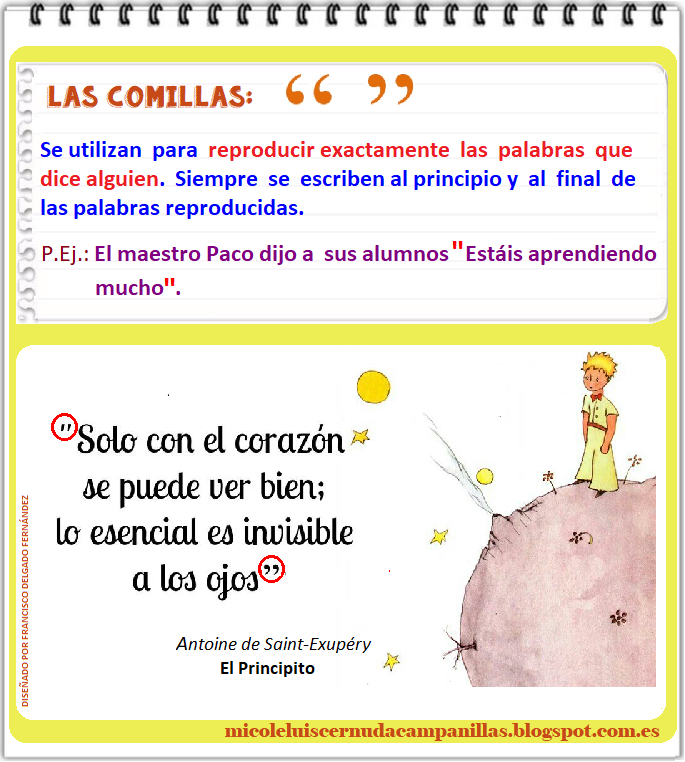 LAS COMILLAS: “ ”
Se utilizan para reproducir exactamente las palabras que
dice alguien. Siempre se escriben al principio y al final de
las palabras reproducidas.
P.Ej.: El maestro Paco dijo a sus alumnos "Estáis aprendiendo
mucho".
"Solo con el corazón
se puede ver bien;
lo esencial es invisible
a los ojos”
Antoine de Saint-Exupéry
El Principito
DISEÑADO POR FRANCISCO DELGADO FERNÁNDEZ
micoleluiscernudacampanillas.blogspot.com.es